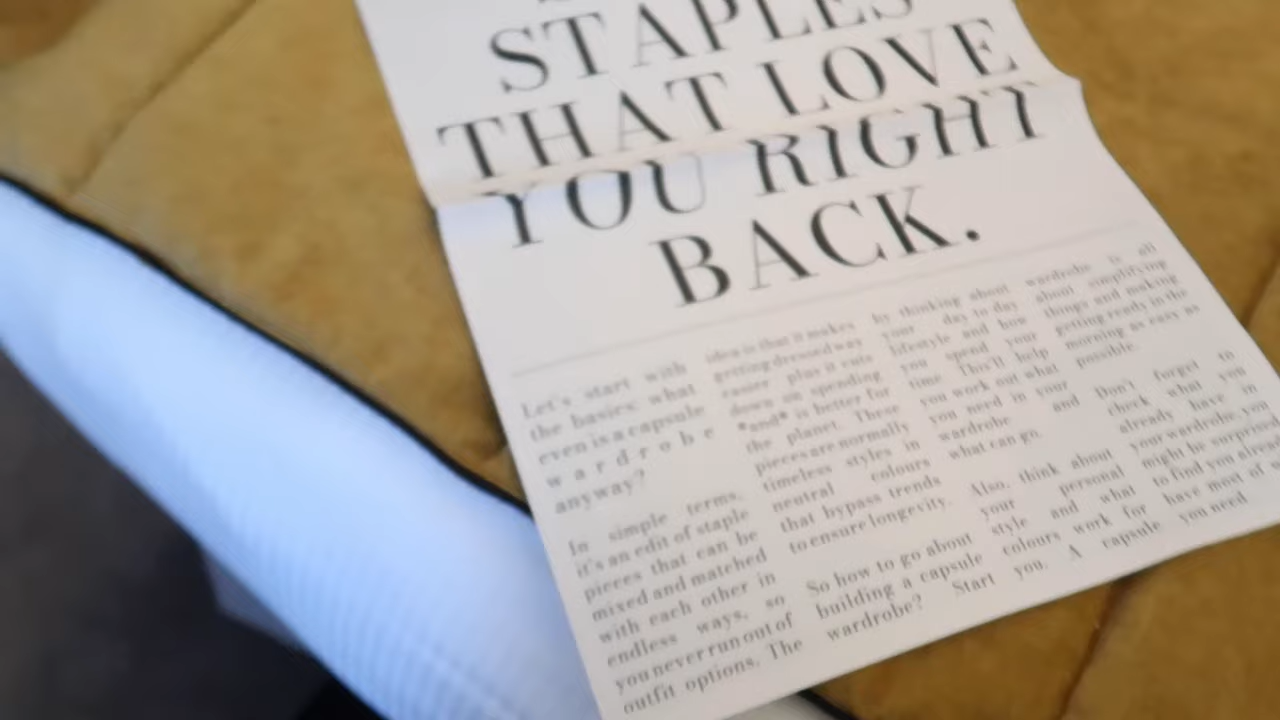 STAPLES
THAT LOVE
YOU RIGHT
BACK.
Let's start with
the basics: what
even is a capsule
wardrobe
anyway?
In simple terms,
it's an edit of staple
pieces that can be
mixed and matched
with each other in
endless ways, so
you never run out of
outfit options. The
idea is that it makes
getting dressed way
easier, plus it cuts
down on spending
*and* is better for
the planet. These
pieces are normally
timeless styles in
neutral colours
that bypass trends
to ensure longevity.
So how to go about
building a capsule
wardrobe? Start
by thinking about
your day to day
lifestyle and how
you spend your
time. This'll help
you work out what
you need in your
wardrobe and
what can go.
Also, think about
your personal
style and what
colours work for
you. A capsule
wardrobe is all
about simplifying
things and making
getting ready in the
morning as easy as
possible.
Don't forget to
check what you
already have in
your wardrobe, you
might be surprised
to find you already
have most of
you need